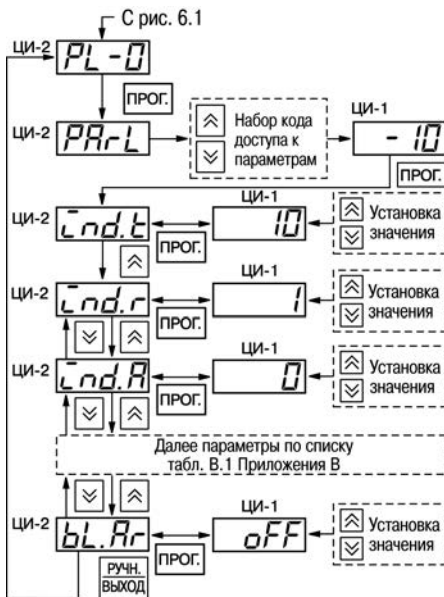 С рис. 6.1
ЦИ-2 PL-0
ПРОГ.
ЦИ-2 PArL
Набор кода
доступа к
параметрам
ЦИ-1
-10
ПРОГ.
ЦИ-2 ind.t
ПРОГ.
ЦИ-1
10
Установка
значения
ЦИ-2 ind.r
ПРОГ.
ЦИ-1
1
Установка
значения
ЦИ-2 ind.A
ПРОГ.
ЦИ-1
0
Установка
значения
Далее параметры по списку
табл. В.1 Приложения В
ЦИ-2 bL.Ar
ПРОГ.
ЦИ-1
oFF
Установка
значения
РУЧН.
ВЫХОД